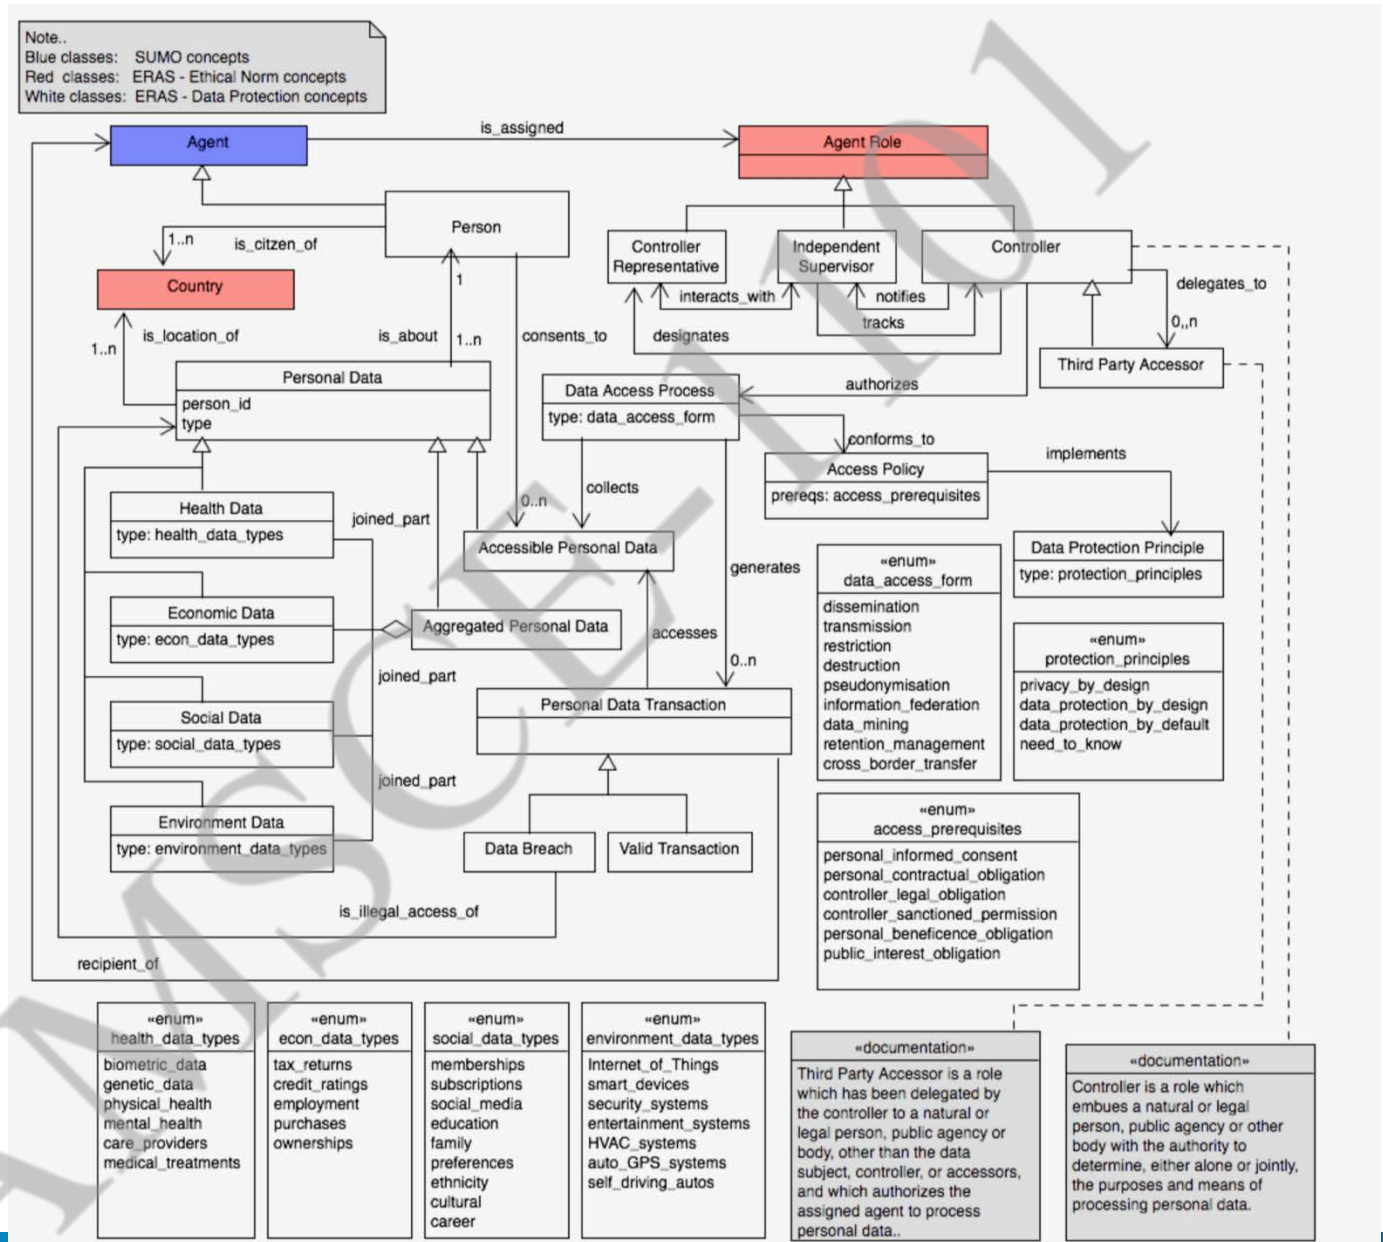 Note..
Blue classes: SUMO concepts
Red classes: ERAS - Ethical Norm concepts
White classes: ERAS - Data Protection concepts
Agent
is_assigned
Agent Role
Person
1..n
is_citzen_of
Country
Controller
Representative
Independent
Supervisor
Controller
interacts_with
notifies
tracks
designates
delegates_to
0,,n
Third Party Accessor
1
is_location_of
1..n
is_about
1..n
consents_to
Personal Data
person_id
type
Data Access Process
type: data_access_form
authorizes
conforms_to
Access Policy
prereqs: access_prerequisites
implements
Data Protection Principle
type: protection_principles
Health Data
type: health_data_types
joined_part
0..n
collects
Accessible Personal Data
generates
Economic Data
type: econ_data_types
Aggregated Personal Data
accesses
0..n
joined_part
Social Data
type: social_data_types
Personal Data Transaction
joined_part
Environment Data
type: environment_data_types
Data Breach
Valid Transaction
is_illegal_access_of
recipient_of
«enum»
data_access_form
dissemination
transmission
restriction
destruction
pseudonymisation
information_federation
data_mining
retention_management
cross_border_transfer
«enum»
protection_principles
privacy_by_design
data_protection_by_design
data_protection_by_default
need_to_know
«enum»
access_prerequisites
personal_informed_consent
personal_contractual_obligation
controller_legal_obligation
controller_sanctioned_permission
personal_beneficence_obligation
public_interest_obligation
«enum»
health_data_types
biometric_data
genetic_data
physical_health
mental_health
care_providers
medical_treatments
«enum»
econ_data_types
tax_returns
credit_ratings
employment
purchases
ownerships
«enum»
social_data_types
memberships
subscriptions
social_media
education
family
preferences
ethnicity
cultural
career
«enum»
environment_data_types
Internet_of_Things
smart_devices
security_systems
entertainment_systems
HVAC_systems
auto_GPS_systems
self_driving_autos
«documentation»
Third Party Accessor is a role
which has been delegated by
the controller to a natural or
legal person, public agency or
body, other than the data
subject, controller, or accessors,
and which authorizes the
assigned agent to process
personal data..
«documentation»
Controller is a role which
embues a natural or legal
person, public agency or other
body with the authority to
determine, either alone or jointly,
the purposes and means of
processing personal data.
AMSCE-1101